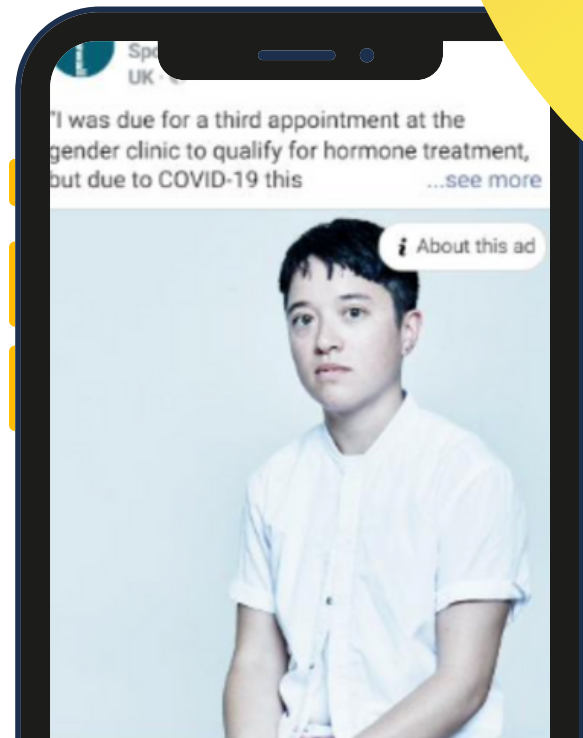 UK
"I was due for a third appointment at the
gender clinic to qualify for hormone treatment,
but due to COVID-19 this ...see more
i About this ad